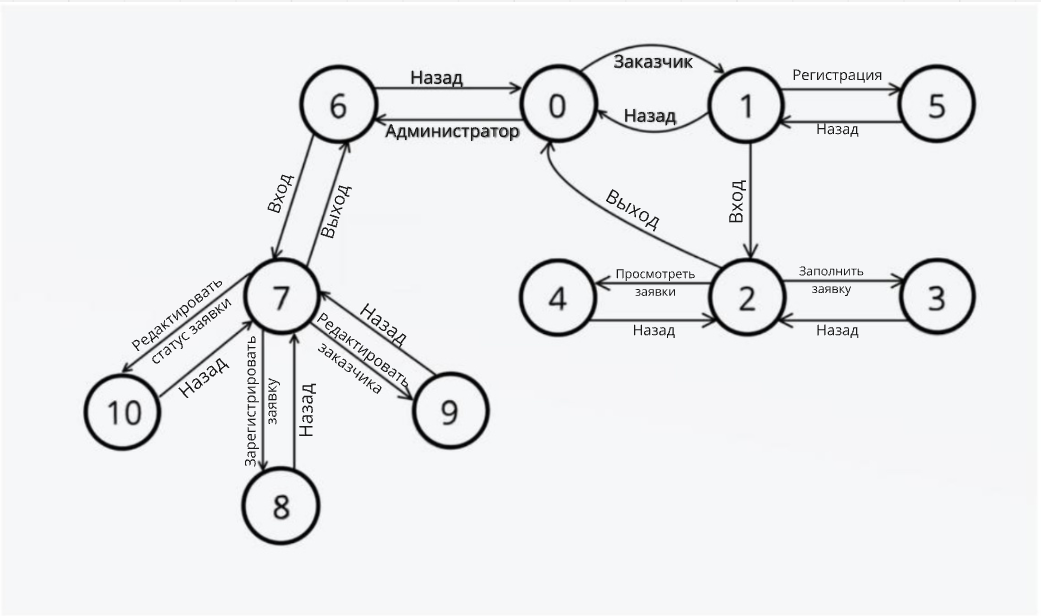 Назад
Заказчик
Регистрация
6
0
1
5
Администратор
Назад
Назад
Вход
Выход
Выход
Вход
Просмотреть
заявки
Заполнить
заявку
7
4
2
3
Назад
Назад
Редактировать
статус заявки
Назад
Редактировать
заказчика
Назад
Зарегистрировать
заявку
Назад
10
9
8